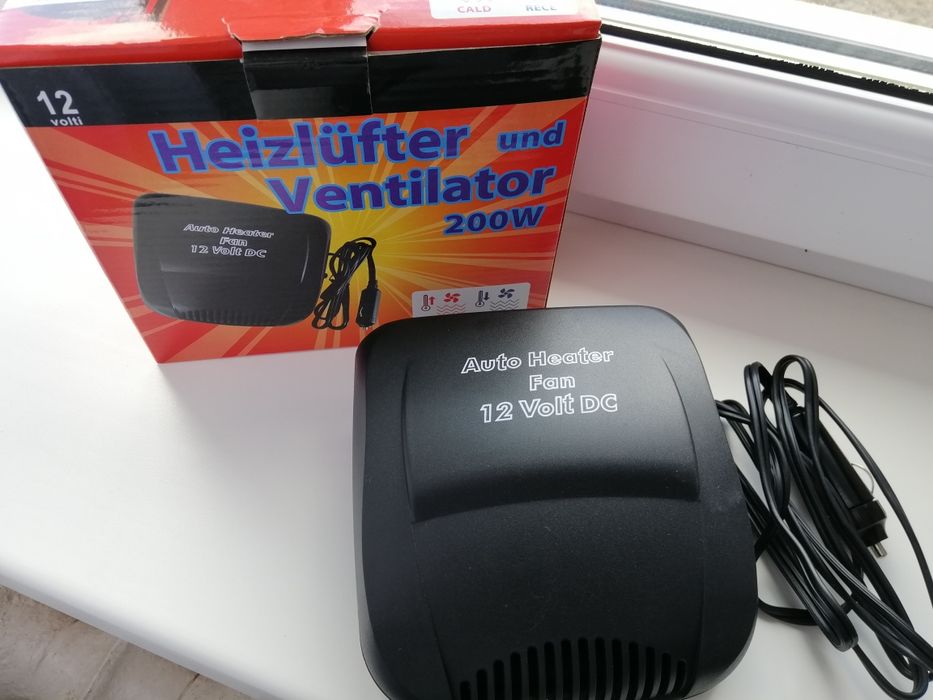 CALD RECE
12
volti
Heizlüfter und
Ventilator
200W
Auto Heater
Fan
12 Volt DC
Auto Heater
Fan
12 Volt DC